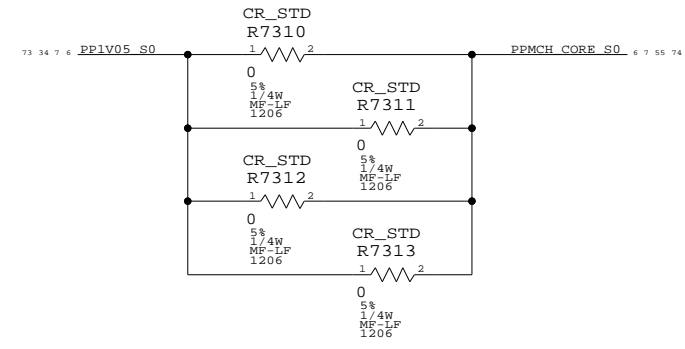 CR_STD
R7310
73 34 7 6 PP1V05_S0 1 2 PPMCH_CORE_S0 6 7 55 74
0
5%
1/4W
MF-LF
1206
CR_STD
R7311
1 2
0
5%
1/4W
MF-LF
1206
CR_STD
R7312
1 2
0
5%
1/4W
MF-LF
1206
CR_STD
R7313
1 2
0
5%
1/4W
MF-LF
1206